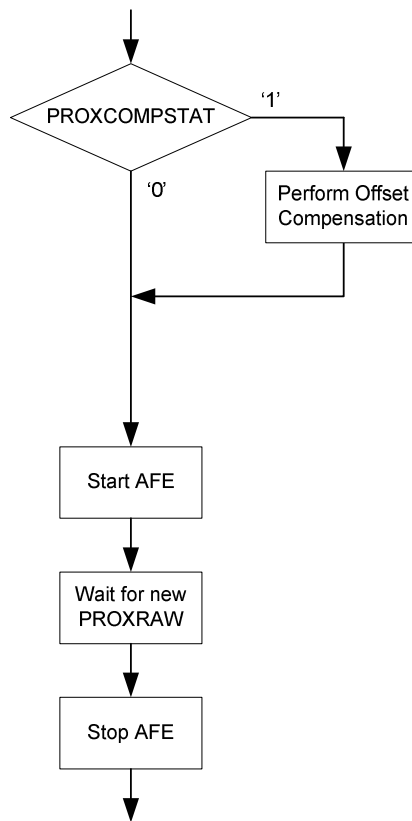 PROXCOMPSTAT
‘1’
‘0’
Perform Offset
Compensation
Start AFE
Wait for new
PROXRAW
Stop AFE